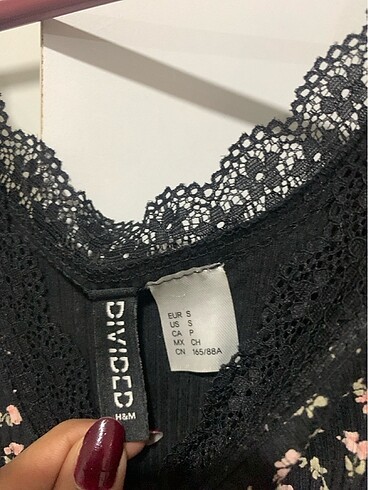 DIVIDED
H&M
EUR S
US S
CA P
MX CH
CN 165/88A